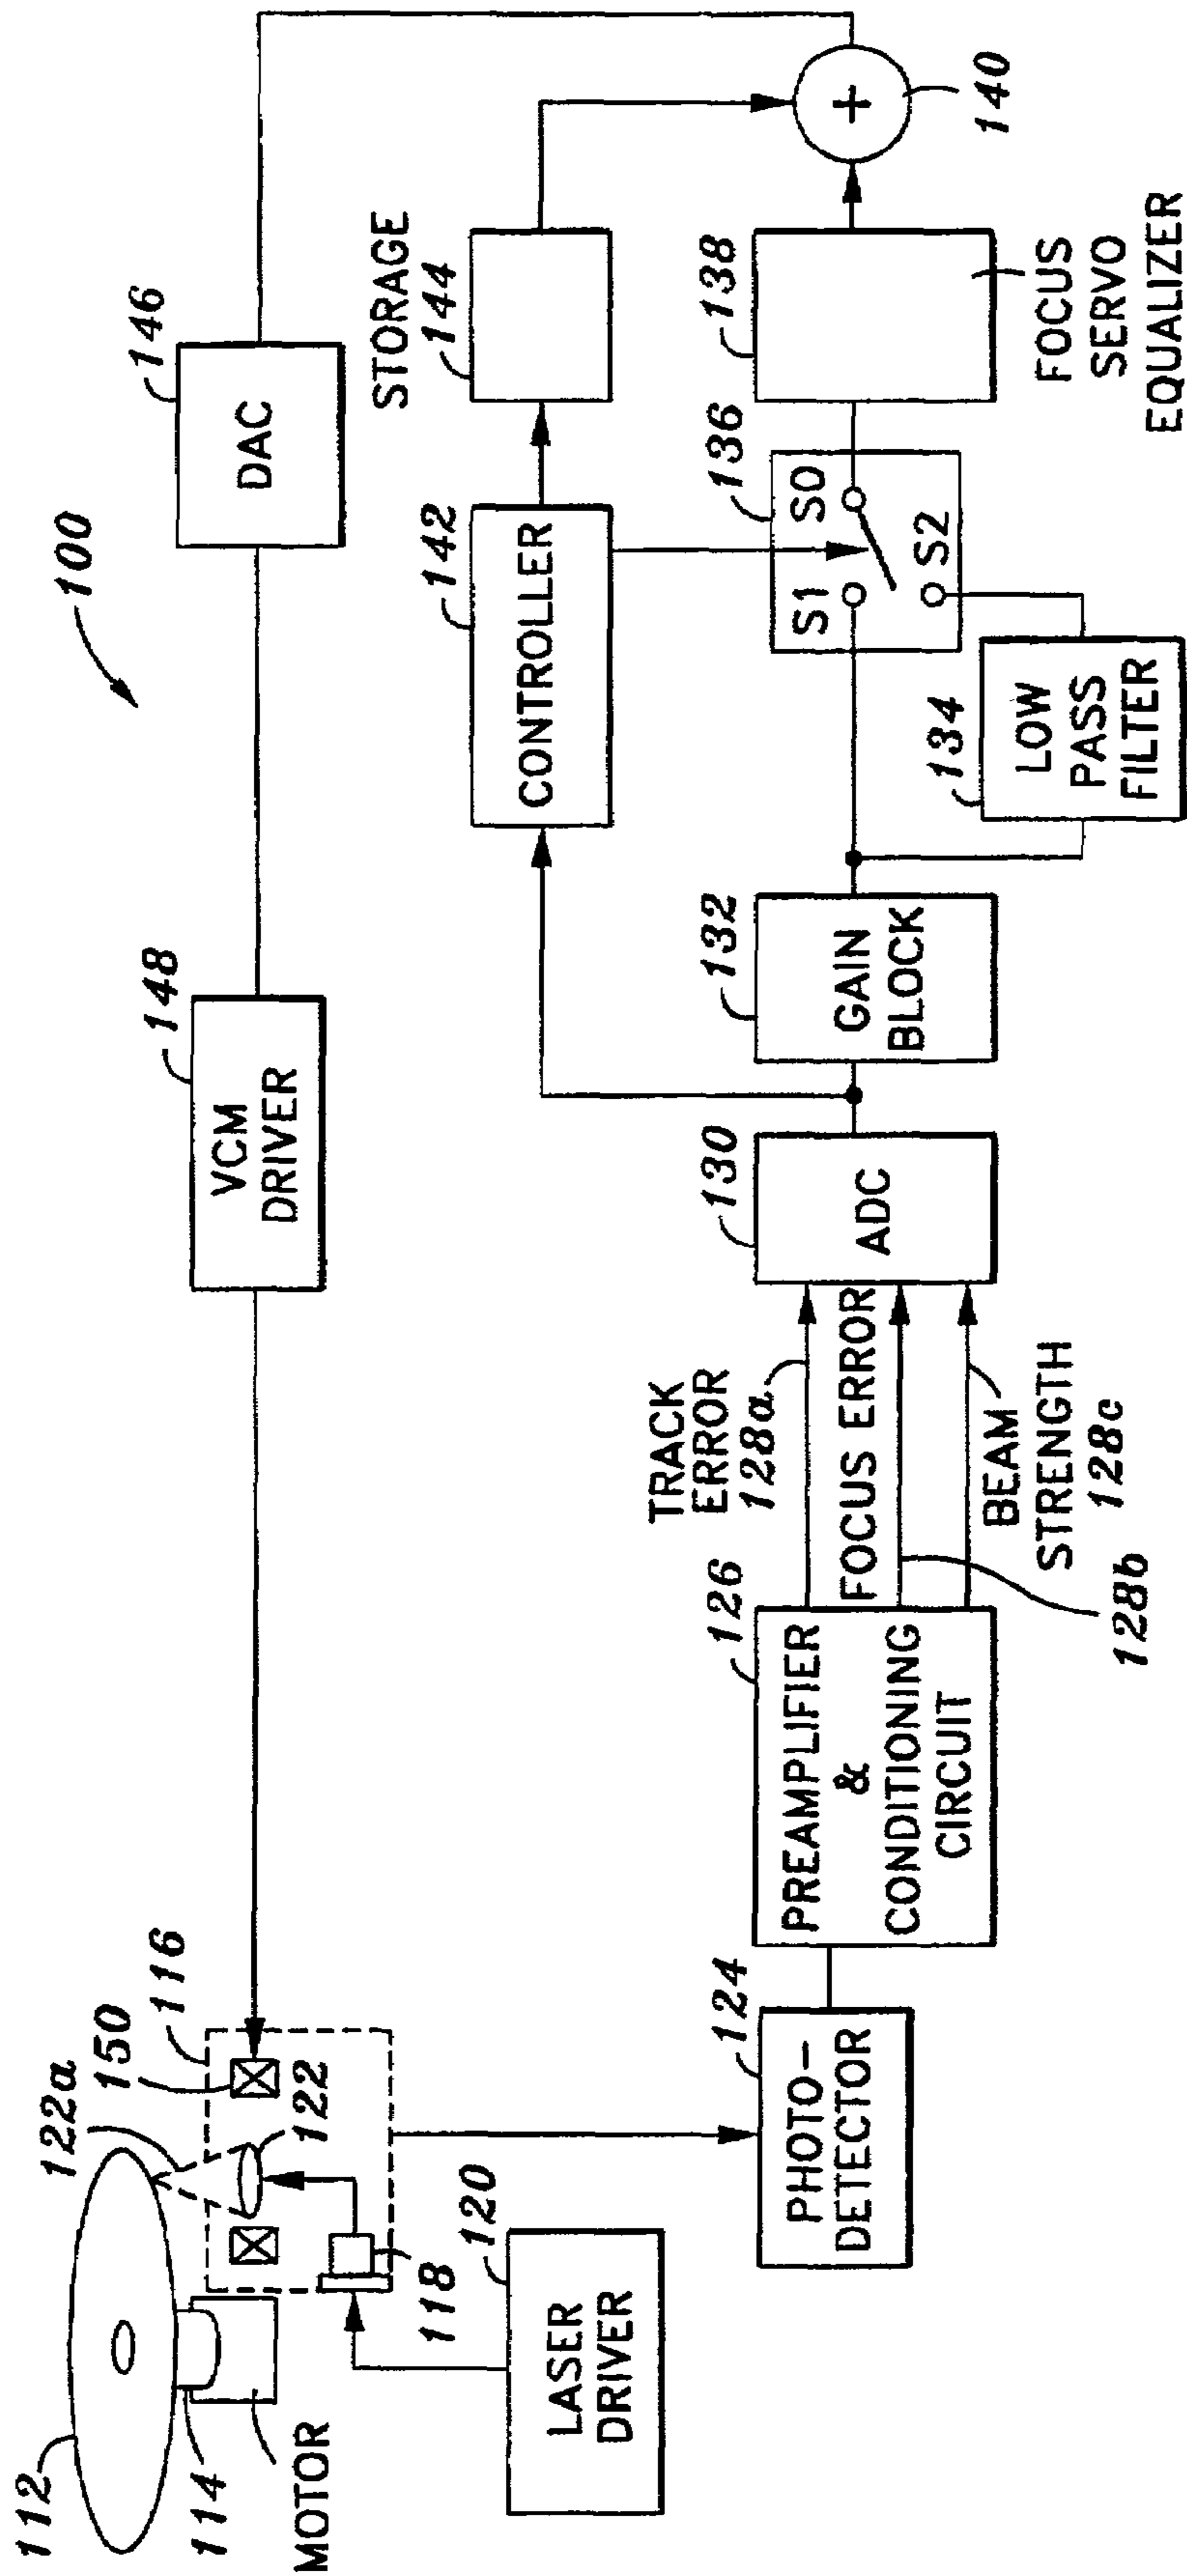 100
112
114
MOTOR
122a
150
116
122
118
120
LASER
DRIVER
148
VCM
DRIVER
146
DAC
STORAGE
144
142
CONTROLLER
124
PHOTO-
DETECTOR
126
PREAMPLIFIER
&
CONDITIONING
CIRCUIT
TRACK
ERROR
128a
FOCUS ERROR
128b
BEAM
STRENGTH
128c
130
ADC
132
GAIN
BLOCK
134
LOW
PASS
FILTER
136
S1
S0
S2
138
FOCUS
SERVO
EQUALIZER
+
140